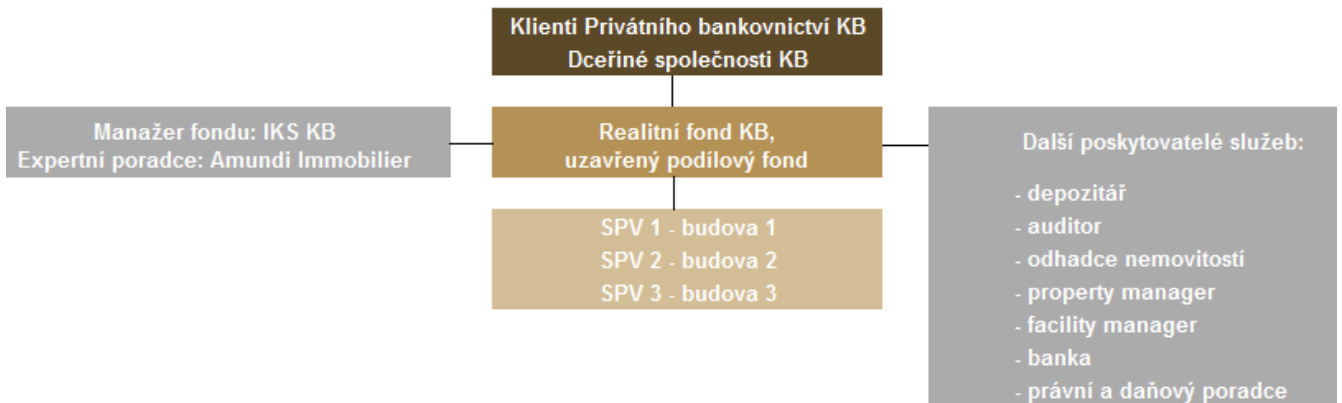 Klienti Privátního bankovnictví KB
Dceřiné společnosti KB
Manažer fondu: IKS KB
Expertní poradce: Amundi Immobilier
Realitní fond KB,
uzavřený podílový fond
SPV 1 - budova 1
SPV 2 - budova 2
SPV 3 - budova 3
Další poskytovatelé služeb:
- depozitář
- auditor
- odhadce nemovitostí
- property manager
- facility manager
- banka
- právní a daňový poradce